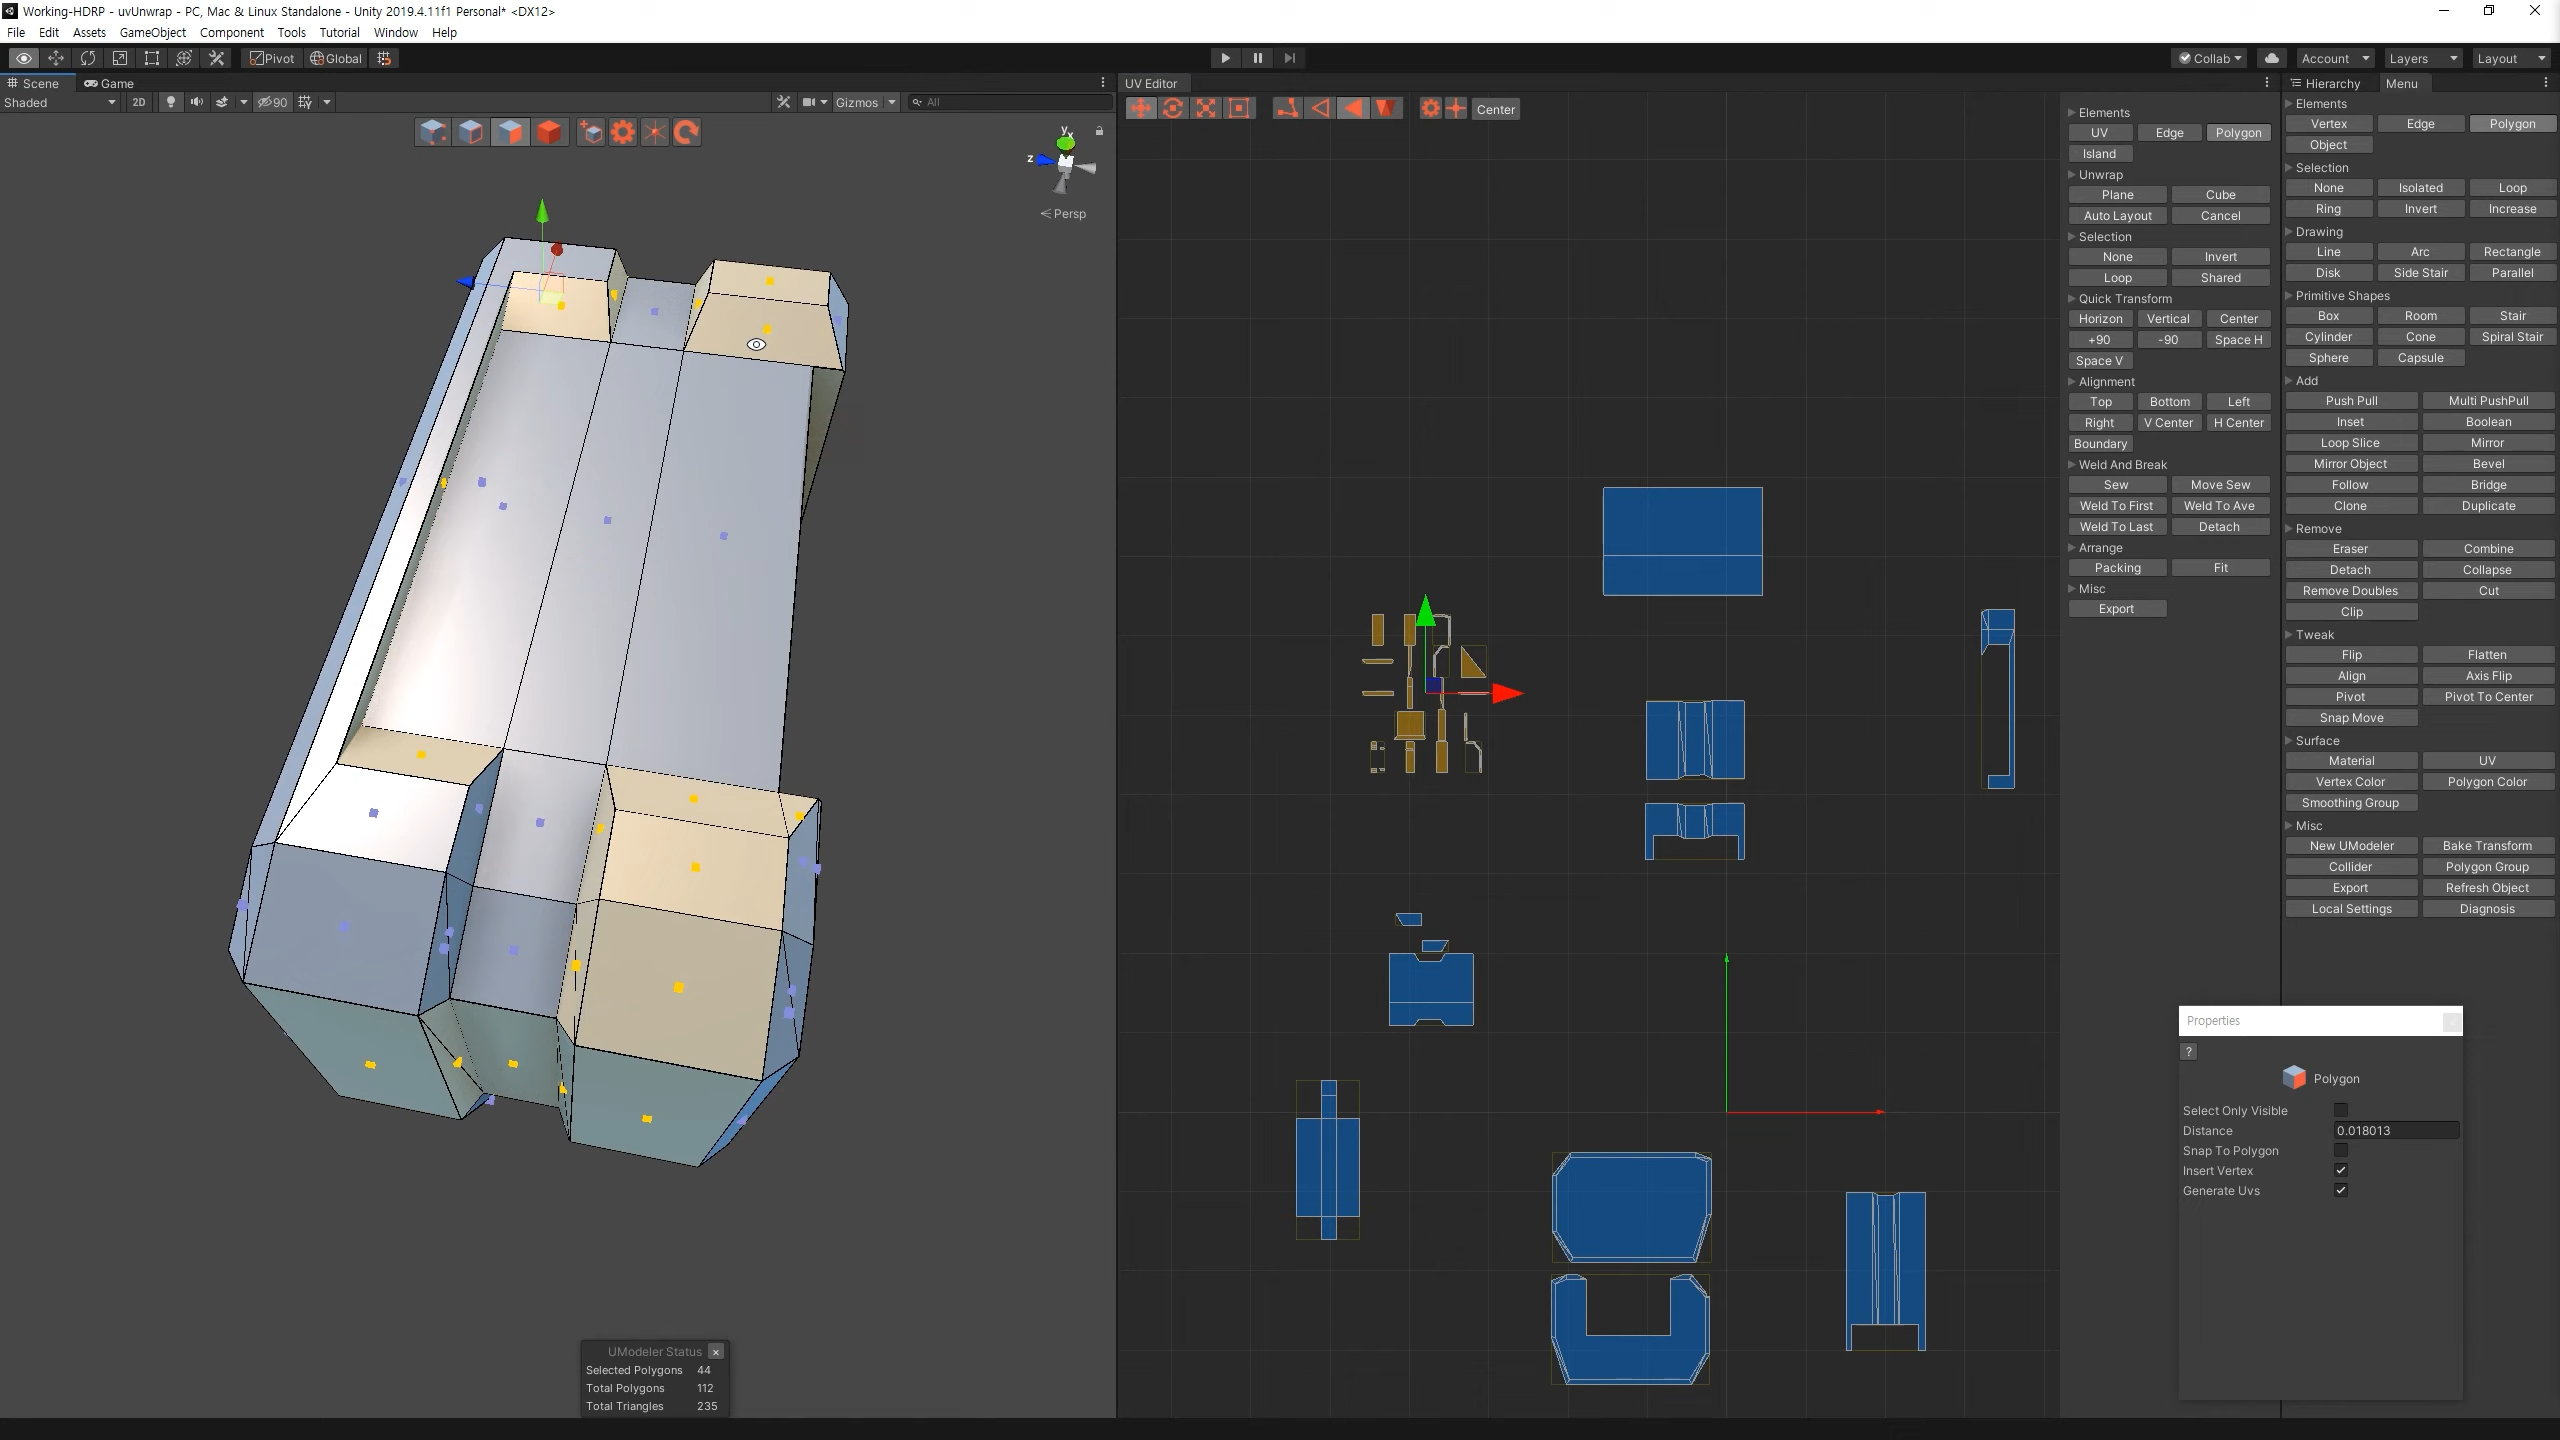 Working-HDRP - uvUnwrap - PC, Mac & Linux Standalone - Unity 2019.4.11f1 Personal* <DX12>
File Edit Assets GameObject Component Tools Tutorial Window Help
Pivot Global Collab Account Layers Layout
Scene Game UV Editor Hierarchy Menu
Shaded 2D 90 Gizmos All
Center
y
x
z
Persp
Elements
UV Edge Polygon
Island
Unwrap
Plane Cube
Auto Layout Cancel
Selection
None Invert
Loop Shared
Quick Transform
Horizon Vertical Center
+90 -90 Space H
Space V
Alignment
Top Bottom Left
Right V Center H Center
Boundary
Weld And Break
Sew Move Sew
Weld To First Weld To Ave
Weld To Last Detach
Arrange
Packing Fit
Misc
Export
Elements
Vertex Edge Polygon
Object
Selection
None Isolated Loop
Ring Invert Increase
Drawing
Line Arc Rectangle
Disk Side Stair Parallel
Primitive Shapes
Box Room Stair
Cylinder Cone Spiral Stair
Sphere Capsule
Add
Push Pull Multi PushPull
Inset Boolean
Loop Slice Mirror
Mirror Object Bevel
Follow Bridge
Clone Duplicate
Remove
Eraser Combine
Detach Collapse
Remove Doubles Cut
Clip
Tweak
Flip Flatten
Align Axis Flip
Pivot Pivot To Center
Snap Move
Surface
Material UV
Vertex Color Polygon Color
Smoothing Group
Misc
New UModeler Bake Transform
Collider Polygon Group
Export Refresh Object
Local Settings Diagnosis
Properties
?
Polygon
Select Only Visible
Distance 0.018013
Snap To Polygon
Insert Vertex
Generate Uvs
UModeler Status
Selected Polygons 44
Total Polygons 112
Total Triangles 235